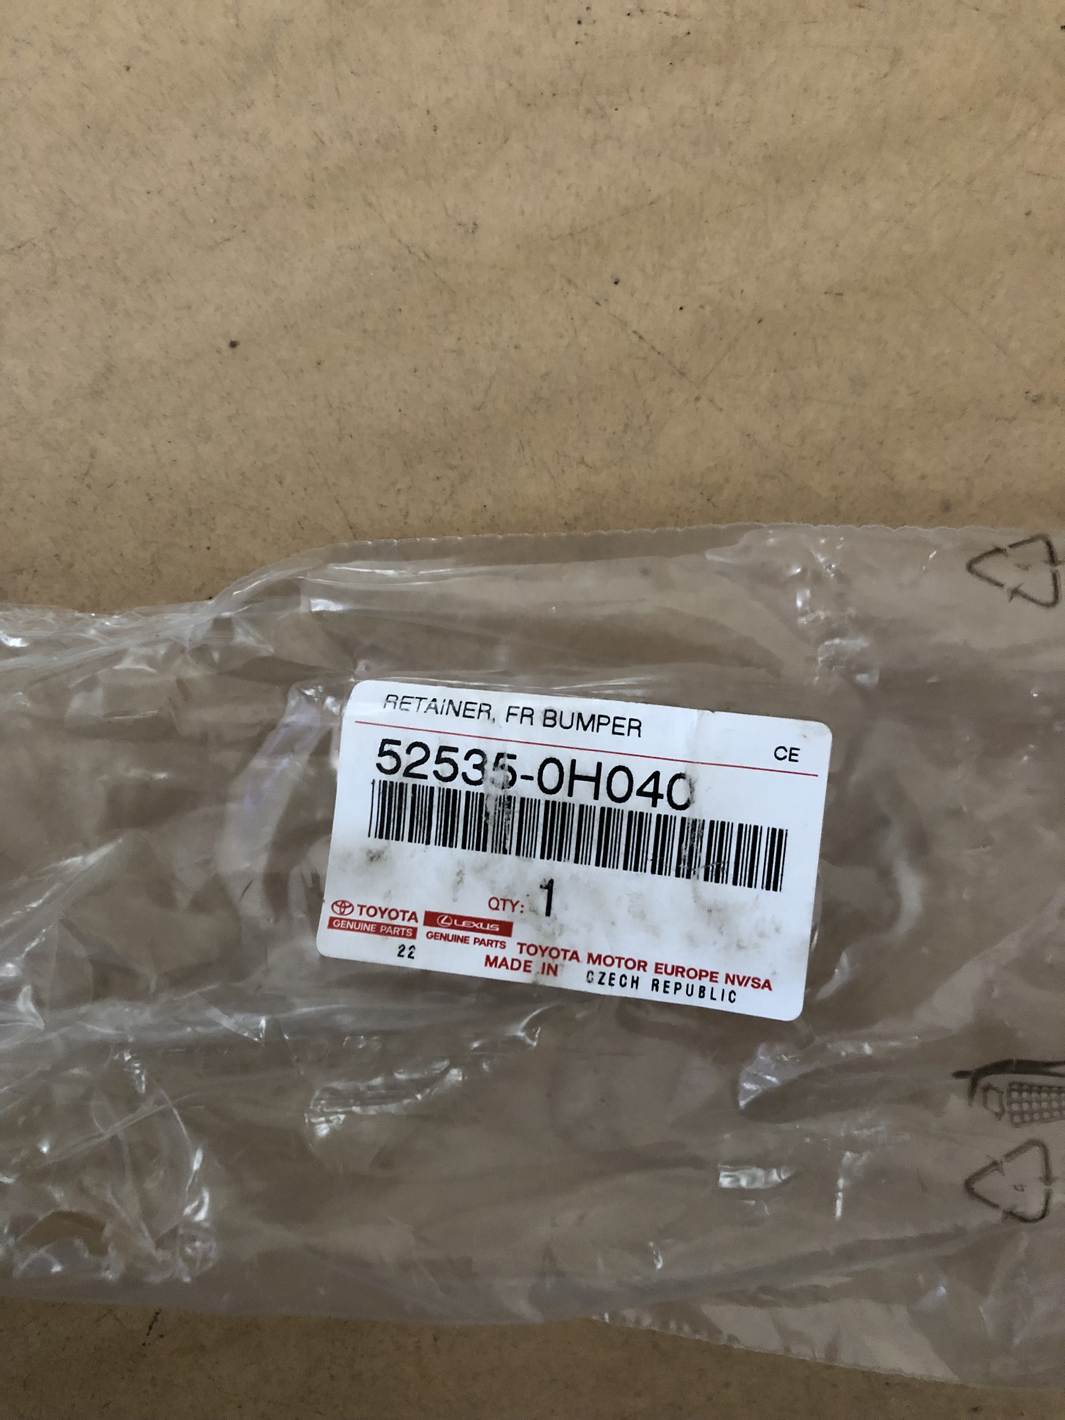 RETAINER, FR BUMPER
CE
52535-0H040
QTY: 1
TOYOTA
GENUINE PARTS
LEXUS
GENUINE PARTS
TOYOTA MOTOR EUROPE NV/SA
22
MADE IN CZECH REPUBLIC